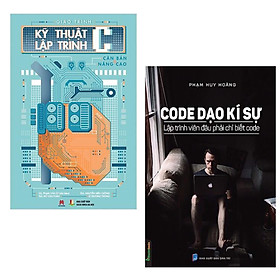 GIÁO TRÌNH
KỸ THUẬT
LẬP TRÌNH
C
CĂN BẢN
NÂNG CAO
PHẠM HUY HOÀNG
CODE DẠO KÍ SỰ
Lập trình viên đâu phải chỉ biết code